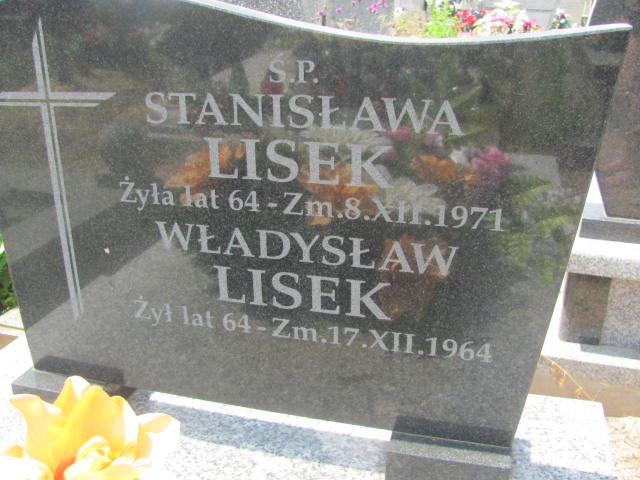 Ś.P.
STANISŁAWA
LISEK
Żyła lat 64 - Zm.8.XII.1971
WŁADYSŁAW
LISEK
Żył lat 64 - Zm.17.XII.1964